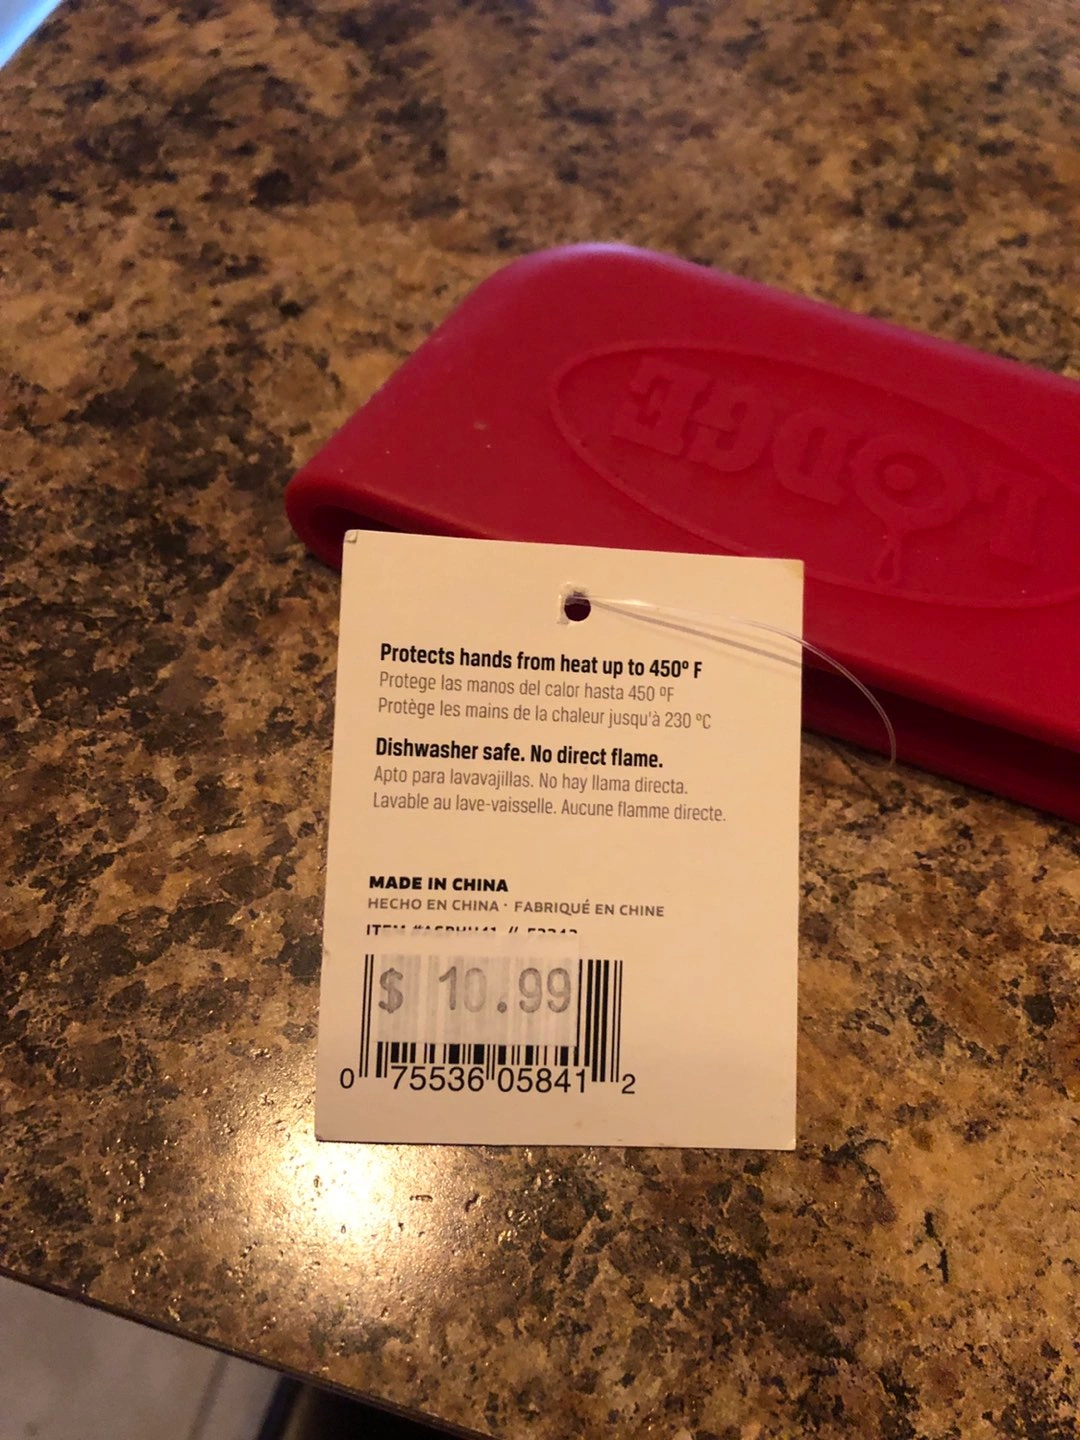 LODGE
Protects hands from heat up to 450° F
Protege las manos del calor hasta 450 ºF
Protège les mains de la chaleur jusqu'à 230 °C
Dishwasher safe. No direct flame.
Apto para lavavajillas. No hay llama directa.
Lavable au lave-vaisselle. Aucune flamme directe.
MADE IN CHINA
HECHO EN CHINA · FABRIQUÉ EN CHINE
ITEM
$ 10.99
0 75536 05841 2